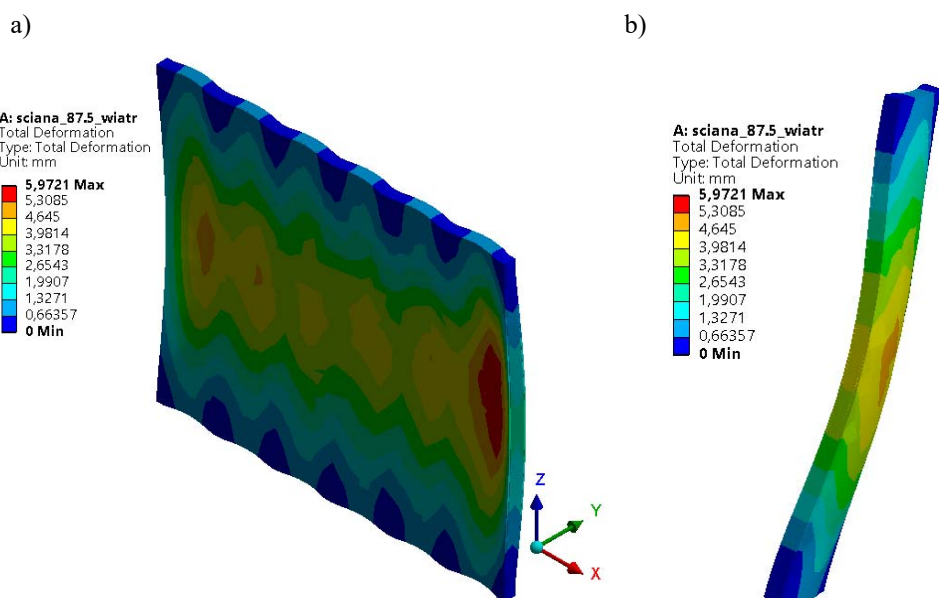 a)
b)
A: sciana_87.5_wiatr
Total Deformation
Type: Total Deformation
Unit: mm
5,9721 Max
5,3085
4,645
3,9814
3,3178
2,6543
1,9907
1,3271
0,66357
0 Min
Z
Y
X
A: sciana_87.5_wiatr
Total Deformation
Type: Total Deformation
Unit: mm
5,9721 Max
5,3085
4,645
3,9814
3,3178
2,6543
1,9907
1,3271
0,66357
0 Min